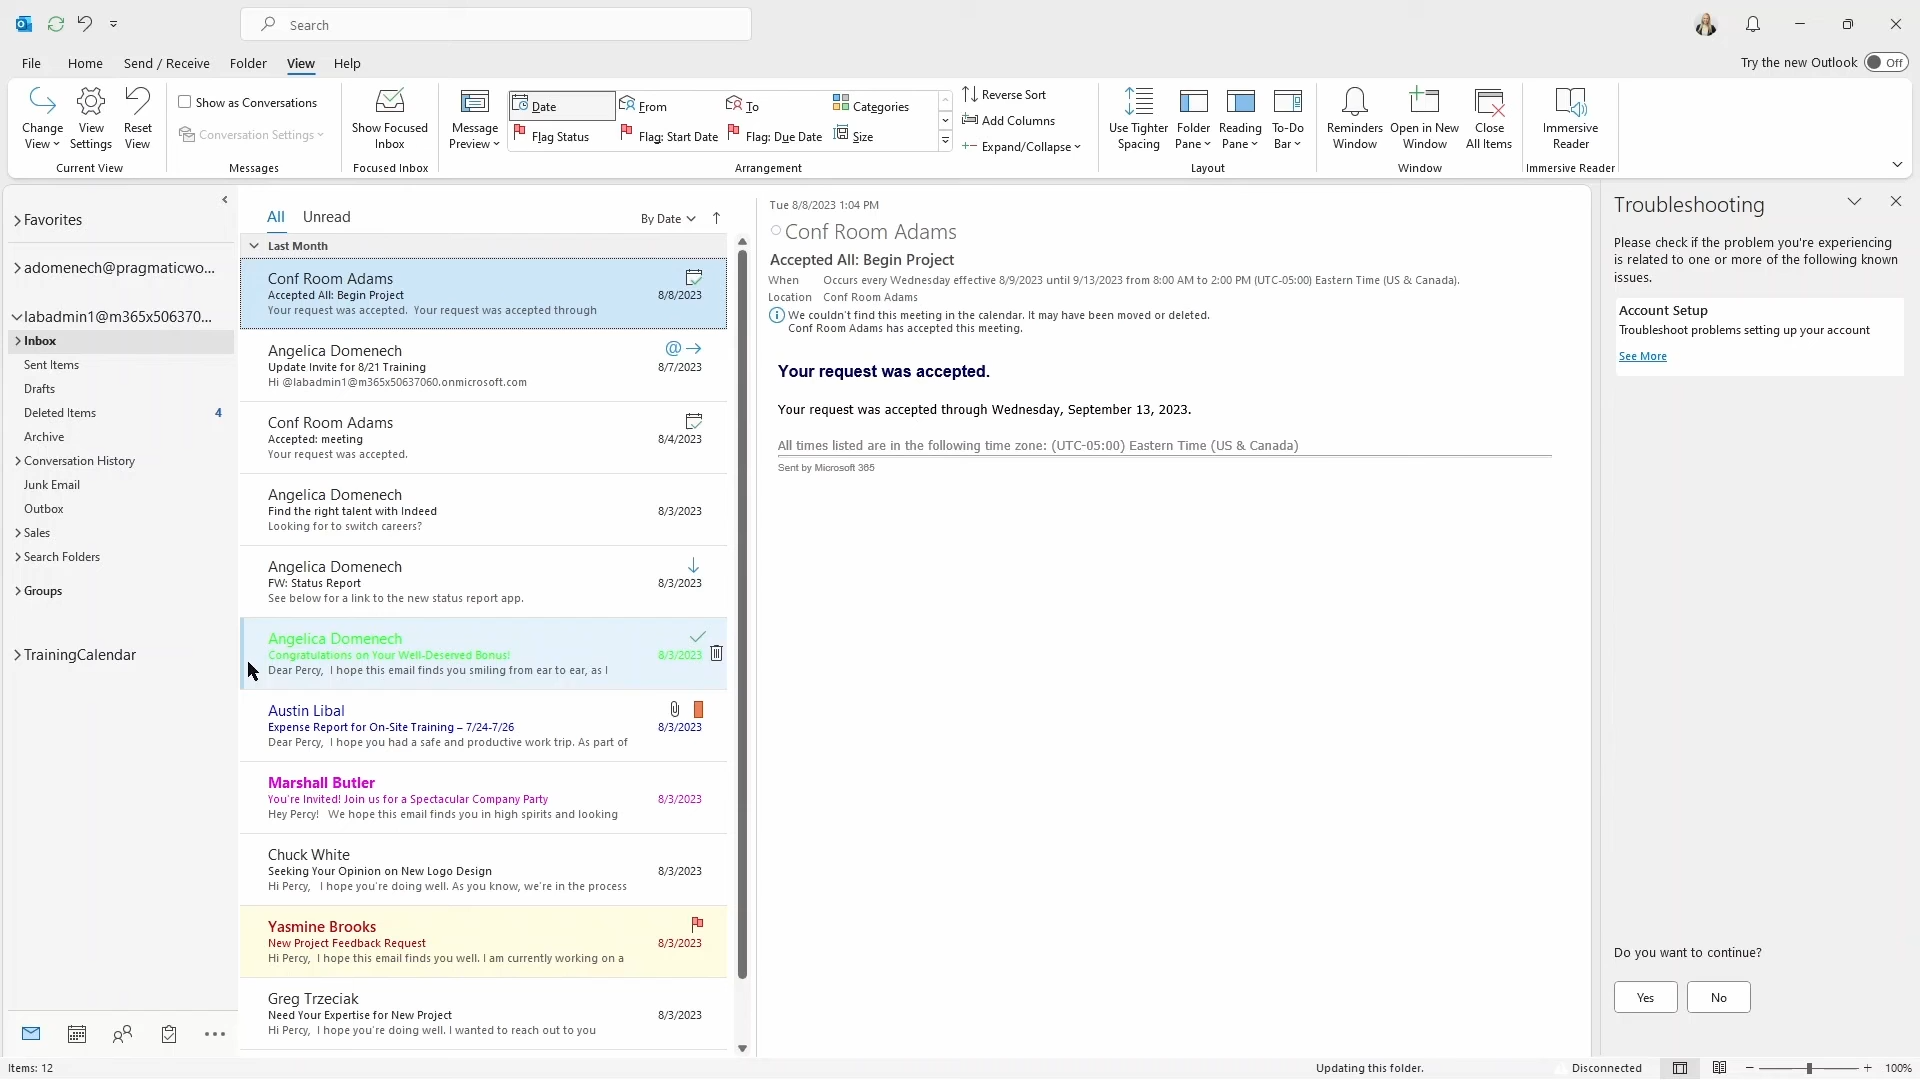 Search
File Home Send / Receive Folder View Help
Try the new Outlook Off
Change View
View Settings
Reset View
Current View
Show as Conversations
Conversation Settings
Messages
Show Focused Inbox
Focused Inbox
Message Preview
Date From To Categories
Flag Status Flag: Start Date Flag: Due Date Size
Reverse Sort
Add Columns
Expand/Collapse
Arrangement
Use Tighter Spacing
Folder Pane
Reading Pane
To-Do Bar
Layout
Reminders Window
Open in New Window
Close All Items
Window
Immersive Reader
Immersive Reader
Favorites
adomenech@pragmaticwo...
labadmin1@m365x506370...
Inbox
Sent Items
Drafts
Deleted Items 4
Archive
Conversation History
Junk Email
Outbox
Sales
Search Folders
Groups
TrainingCalendar
All Unread By Date
Last Month
Conf Room Adams
Accepted All: Begin Project 8/8/2023
Your request was accepted. Your request was accepted through
Angelica Domenech @
Update Invite for 8/21 Training 8/7/2023
Hi @labadmin1@m365x50637060.onmicrosoft.com
Conf Room Adams
Accepted: meeting 8/4/2023
Your request was accepted.
Angelica Domenech
Find the right talent with Indeed 8/3/2023
Looking for to switch careers?
Angelica Domenech
FW: Status Report 8/3/2023
See below for a link to the new status report app.
Angelica Domenech
Congratulations on Your Well-Deserved Bonus! 8/3/2023
Dear Percy, I hope this email finds you smiling from ear to ear, as I
Austin Libal
Expense Report for On-Site Training – 7/24-7/26 8/3/2023
Dear Percy, I hope you had a safe and productive work trip. As part of
Marshall Butler
You're Invited! Join us for a Spectacular Company Party 8/3/2023
Hey Percy! We hope this email finds you in high spirits and looking
Chuck White
Seeking Your Opinion on New Logo Design 8/3/2023
Hi Percy, I hope you're doing well. As you know, we're in the process
Yasmine Brooks
New Project Feedback Request 8/3/2023
Hi Percy, I hope this email finds you well. I am currently working on a
Greg Trzeciak
Need Your Expertise for New Project 8/3/2023
Hi Percy, I hope you're doing well. I wanted to reach out to you
Tue 8/8/2023 1:04 PM
Conf Room Adams
Accepted All: Begin Project
When Occurs every Wednesday effective 8/9/2023 until 9/13/2023 from 8:00 AM to 2:00 PM (UTC-05:00) Eastern Time (US & Canada).
Location Conf Room Adams
We couldn't find this meeting in the calendar. It may have been moved or deleted.
Conf Room Adams has accepted this meeting.
Your request was accepted.
Your request was accepted through Wednesday, September 13, 2023.
All times listed are in the following time zone: (UTC-05:00) Eastern Time (US & Canada)
Sent by Microsoft 365
Troubleshooting
Please check if the problem you're experiencing
is related to one or more of the following known
issues.
Account Setup
Troubleshoot problems setting up your account
See More
Do you want to continue?
Yes No
Items: 12 Updating this folder. Disconnected 100%